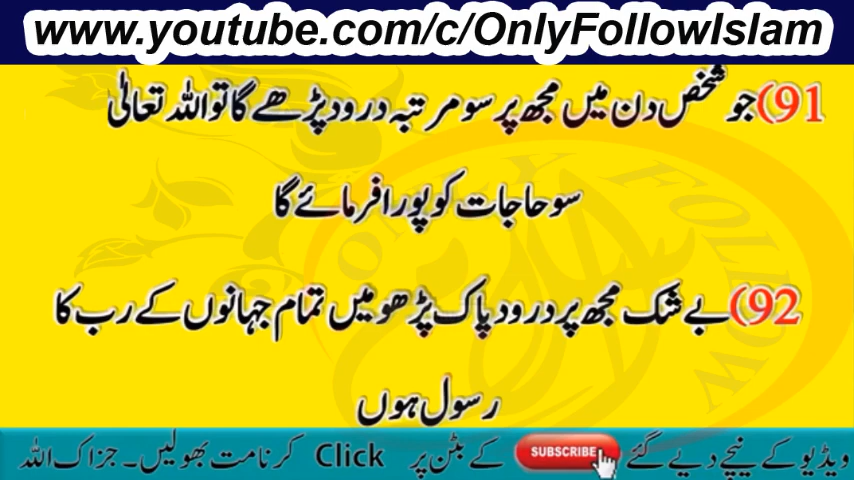 www.youtube.com/c/OnlyFollowIslam
91) جو شخص دن میں مجھ پر سو مرتبہ درود پڑھے گا تو اللہ تعالیٰ
سو حاجات کو پورا فرمائے گا
92) بے شک مجھ پر درود پاک پڑھو میں تمام جہانوں کے رب کا
رسول ہوں
ویڈیو کے نیچے دیے گئے SUBSCRIBE کے بٹن پر Click کرنا مت بھولیں۔ جزاک اللہ
ONLY FOLLOW